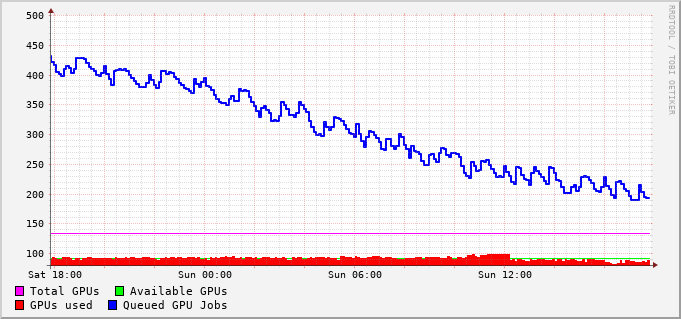 500
450
400
350
300
250
200
150
100
Sat 18:00 Sun 00:00 Sun 06:00 Sun 12:00
Total GPUs Available GPUs
GPUs used Queued GPU Jobs
RRDTOOL / TOBI OETIKER